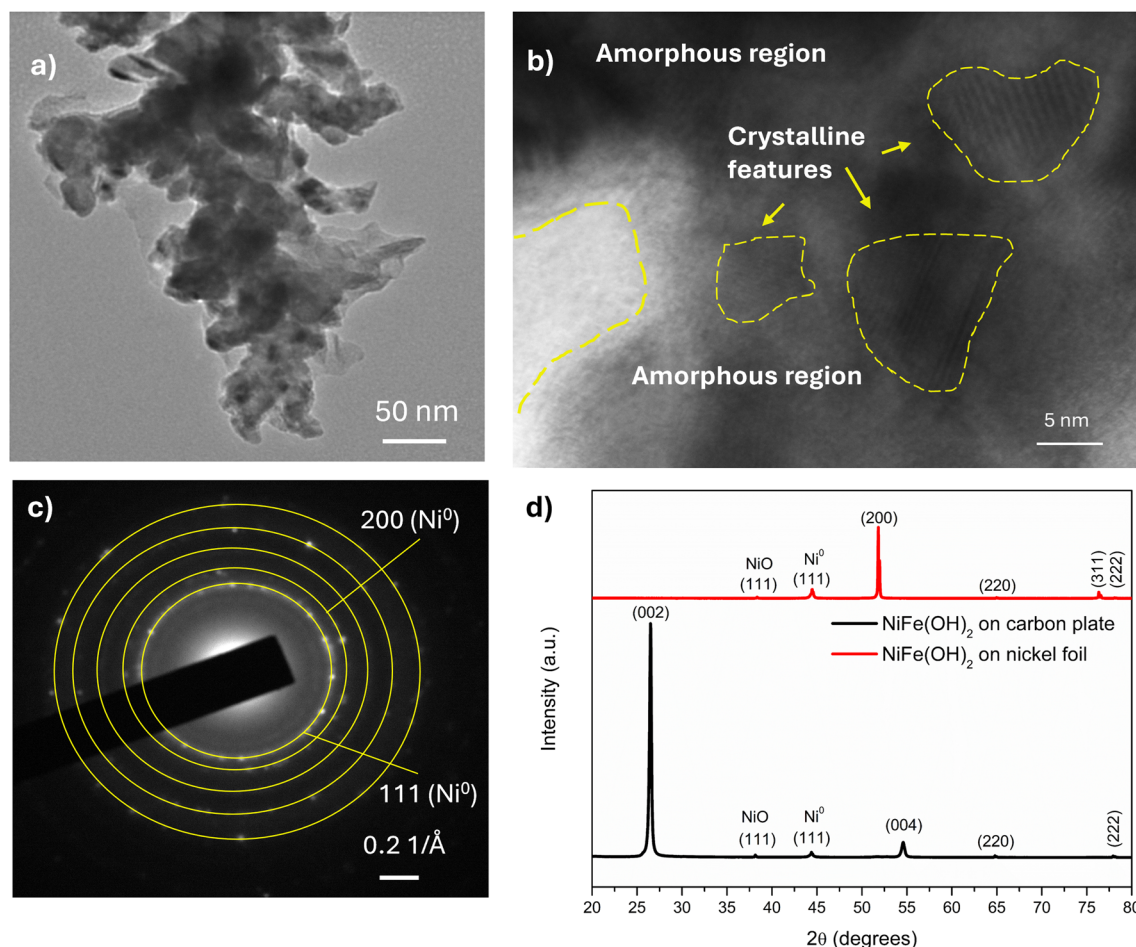 a)
50 nm
b)
Amorphous region
Crystalline
features
Amorphous region
5 nm
c)
200 (Ni⁰)
111 (Ni⁰)
0.2 1/Å
d)
Intensity (a.u.)
(200)
NiO
(111)
Ni⁰
(111)
(220)
(311)
(222)
(002)
NiFe(OH)₂ on carbon plate
NiFe(OH)₂ on nickel foil
NiO
(111)
Ni⁰
(111)
(004)
(220)
(222)
20 25 30 35 40 45 50 55 60 65 70 75 80
2θ (degrees)